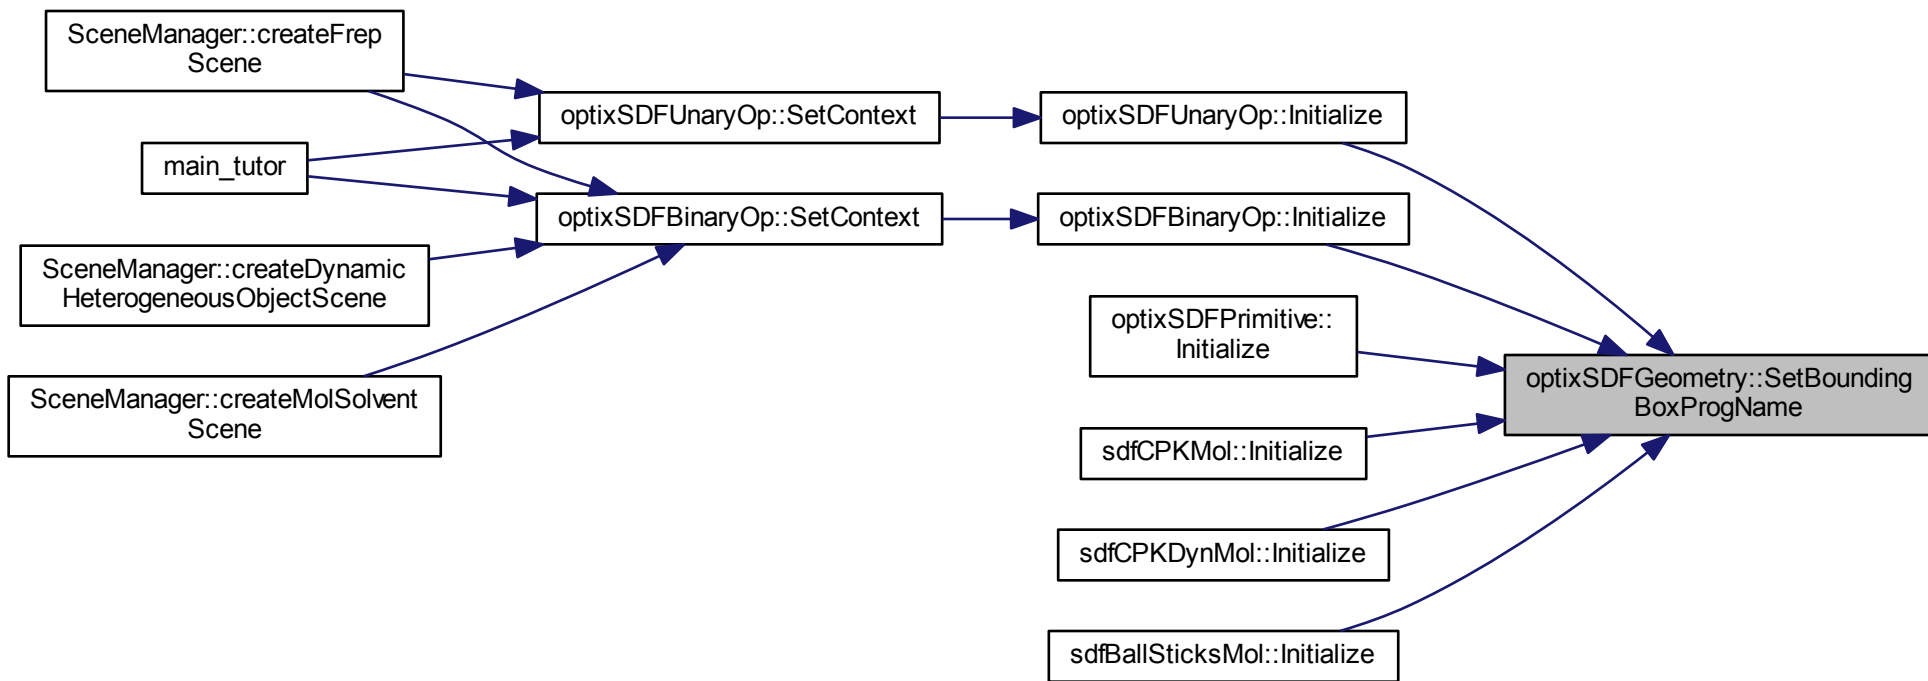 SceneManager::createFrep
Scene
main_tutor
SceneManager::createDynamic
HeterogeneousObjectScene
SceneManager::createMolSolvent
Scene
optixSDFUnaryOp::SetContext
optixSDFBinaryOp::SetContext
optixSDFUnaryOp::Initialize
optixSDFBinaryOp::Initialize
optixSDFPrimitive::
Initialize
sdfCPKMol::Initialize
sdfCPKDynMol::Initialize
sdfBallSticksMol::Initialize
optixSDFGeometry::SetBounding
BoxProgName